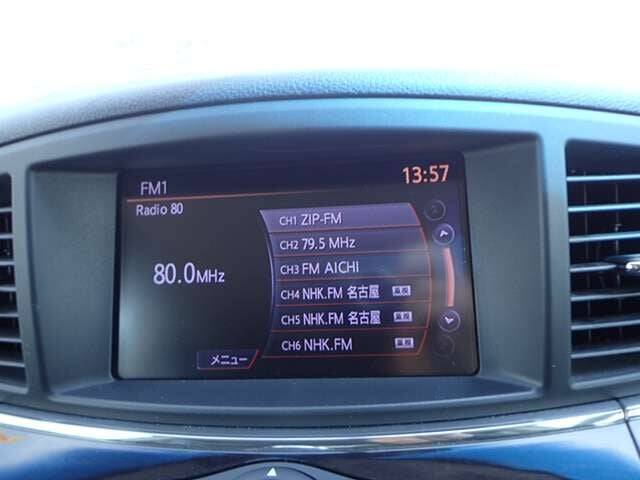 FM1
13:57
Radio 80
80.0MHz
CH1 ZIP-FM
CH2 79.5 MHz
CH3 FM AICHI
CH4 NHK.FM 名古屋
CH5 NHK.FM 名古屋
CH6 NHK.FM
メニュー